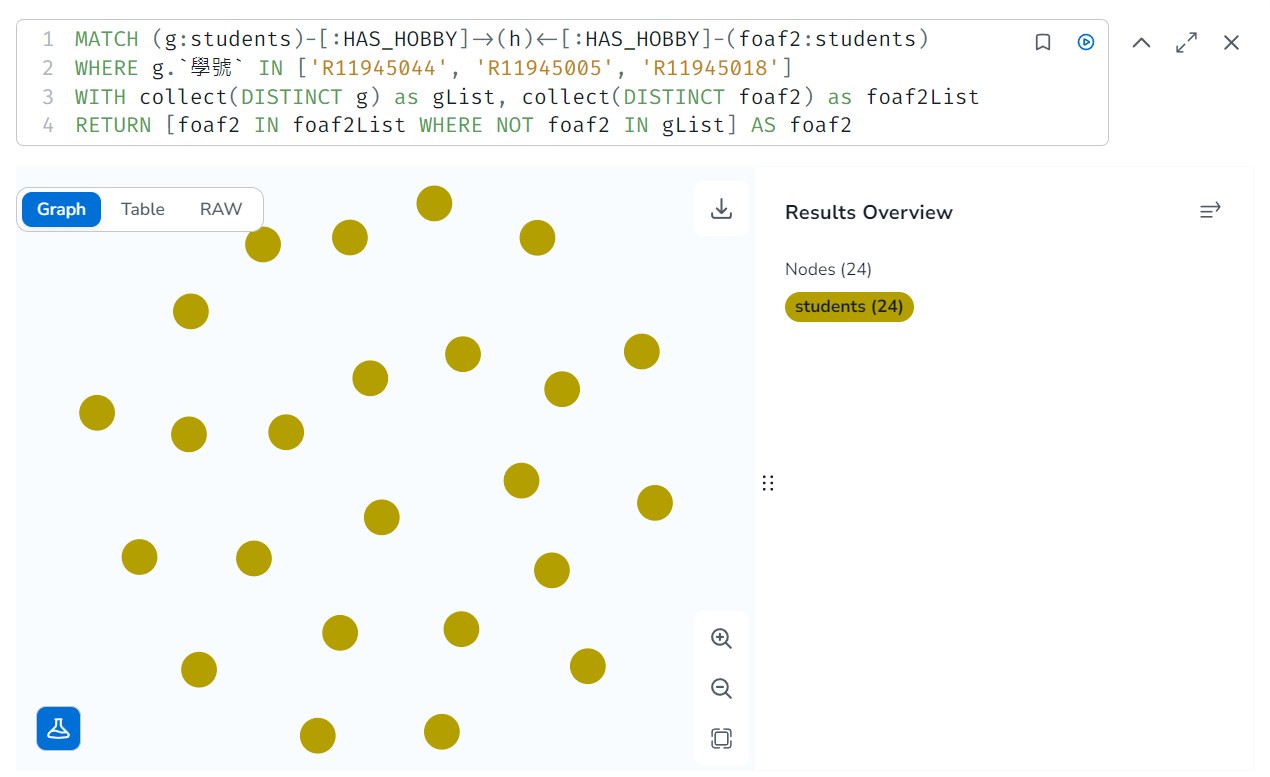 1 MATCH (g:students)-[:HAS_HOBBY]->(h)<-[:HAS_HOBBY]-(foaf2:students)
2 WHERE g.`學號` IN ['R11945044', 'R11945005', 'R11945018']
3 WITH collect(DISTINCT g) as gList, collect(DISTINCT foaf2) as foaf2List
4 RETURN [foaf2 IN foaf2List WHERE NOT foaf2 IN gList] AS foaf2
Graph Table RAW
Results Overview
Nodes (24)
students (24)